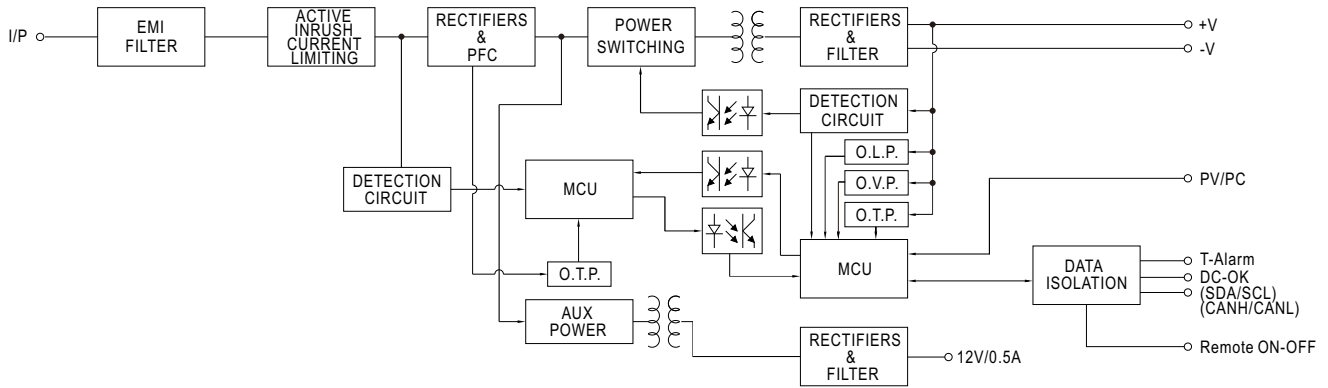 I/P
EMI
FILTER
ACTIVE
INRUSH
CURRENT
LIMITING
RECTIFIERS
&
PFC
POWER
SWITCHING
RECTIFIERS
&
FILTER
+V
-V
DETECTION
CIRCUIT
O.L.P.
O.V.P.
O.T.P.
DETECTION
CIRCUIT
MCU
O.T.P.
MCU
PV/PC
DATA
ISOLATION
T-Alarm
DC-OK
(SDA/SCL)
(CANH/CANL)
Remote ON-OFF
AUX
POWER
RECTIFIERS
&
FILTER
12V/0.5A